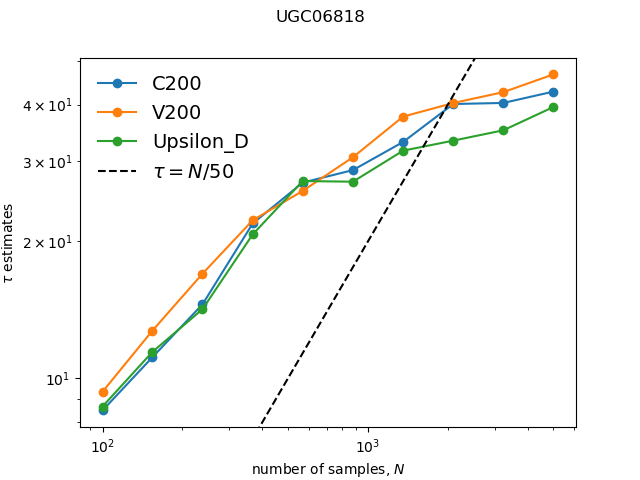 UGC06818
C200
V200
Upsilon_D
τ = N/50
4 × 10¹
3 × 10¹
2 × 10¹
10¹
τ estimates
10² 10³
number of samples, N